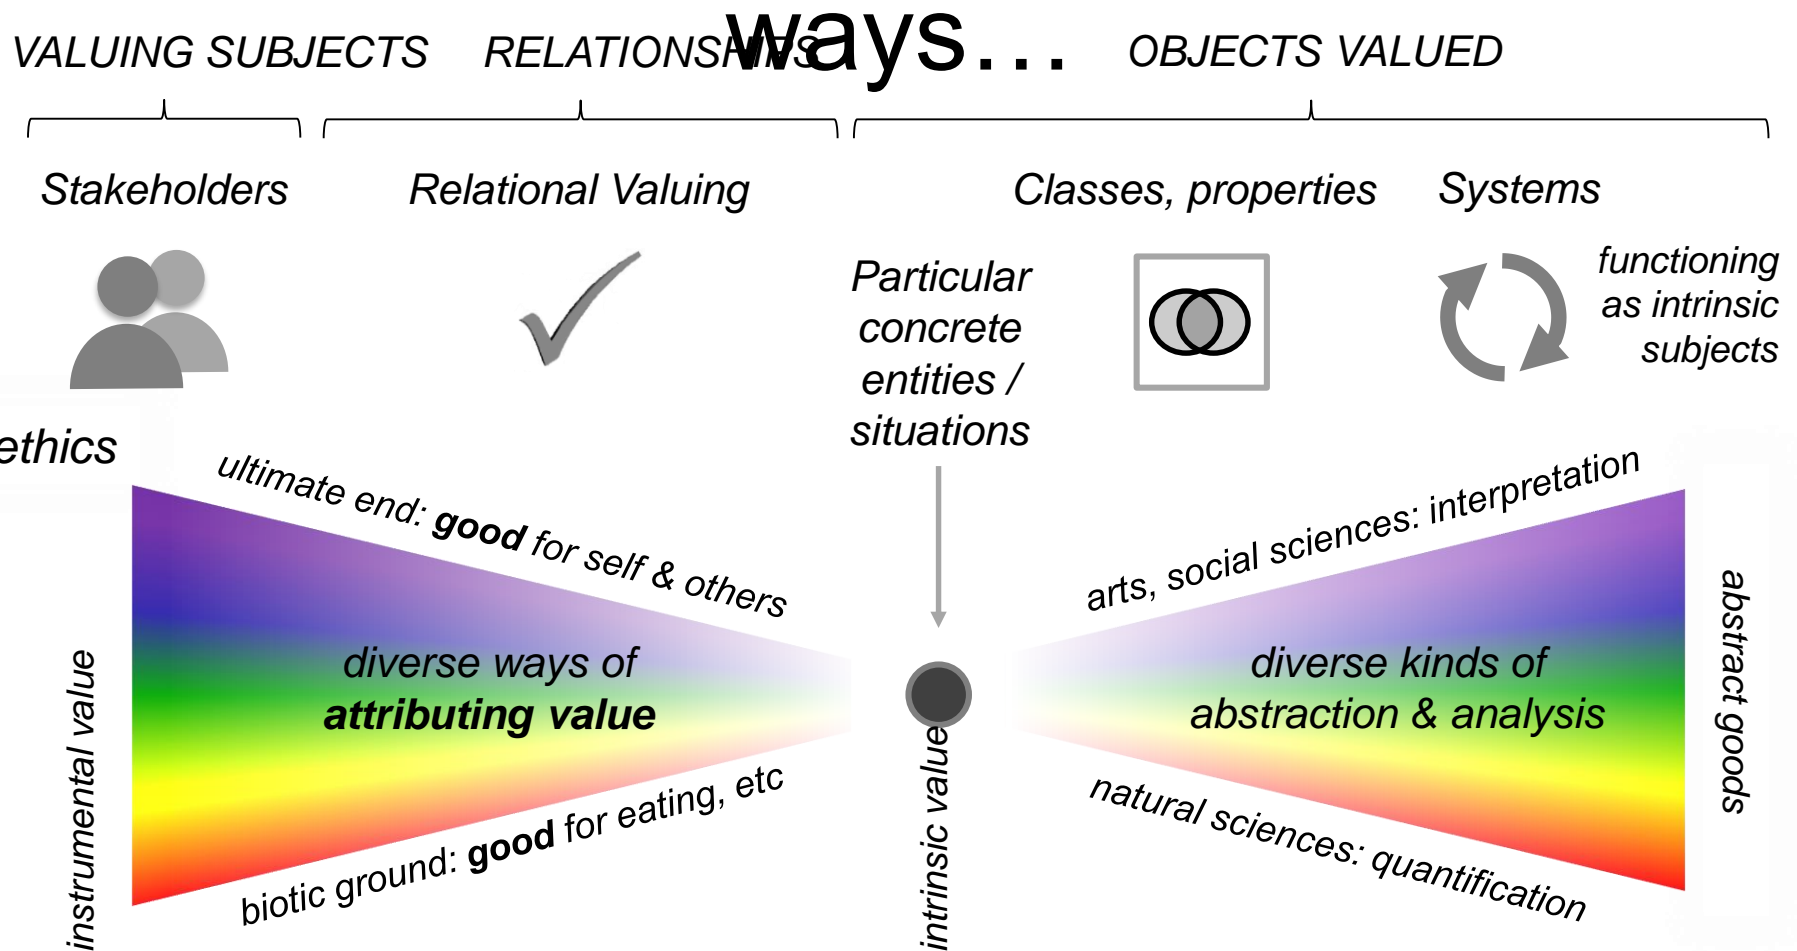 ways...
VALUING SUBJECTS
RELATIONSHIPS
OBJECTS VALUED
Stakeholders
Relational Valuing
Classes, properties
Systems
Particular
concrete
entities /
situations
functioning
as intrinsic
subjects
ethics
ultimate end: good for self & others
arts, social sciences: interpretation
instrumental value
diverse ways of
attributing value
intrinsic value
diverse kinds of
abstraction & analysis
abstract goods
biotic ground: good for eating, etc
natural sciences: quantification